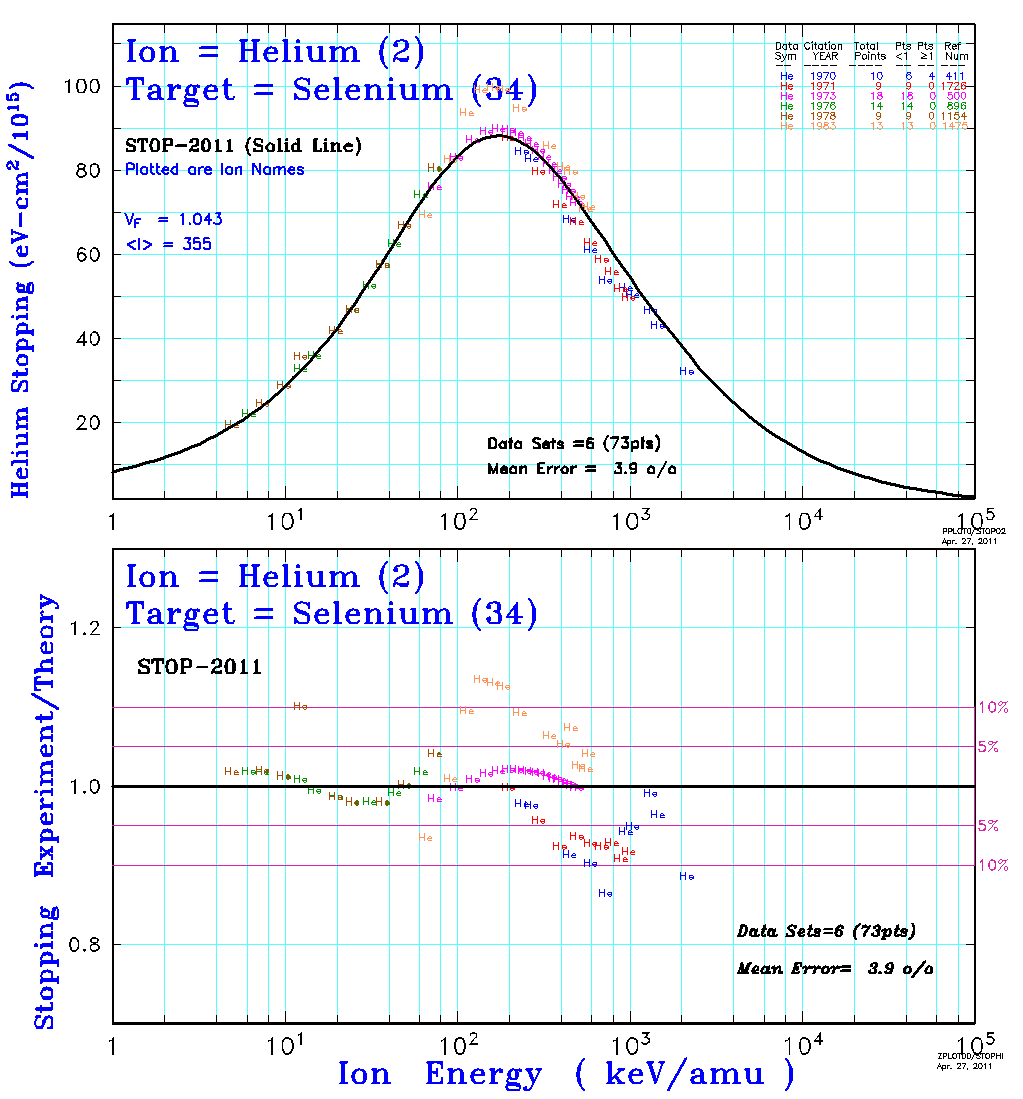 Ion = Helium (2)
Target = Selenium (34)
STOP-2011 (Solid Line)
Plotted are Ion Names
VF = 1.043
<I> = 355
Data Citation Total Pts Pts Ref
Sym YEAR Points <1 ≥1 Num
He 1970 10 6 4 411
He 1971 9 9 0 1726
He 1973 18 18 0 500
He 1976 14 14 0 896
He 1978 9 9 0 1154
He 1983 13 13 0 1475
Helium Stopping (eV-cm²/10¹⁵)
100
80
60
40
20
Data Sets =6 (73pts)
Mean Error = 3.9 o/o
1 10¹ 10² 10³ 10⁴ 10⁵
PPLOT0/STOP02
Apr. 27, 2011
Ion = Helium (2)
Target = Selenium (34)
STOP-2011
Stopping Experiment/Theory
1.2
1.0
0.8
10%
5%
5%
10%
Data Sets=6 (73pts)
Mean Error= 3.9 o/o
1 10¹ 10² 10³ 10⁴ 10⁵
Ion Energy ( keV/amu )
Apr. 27, 2011